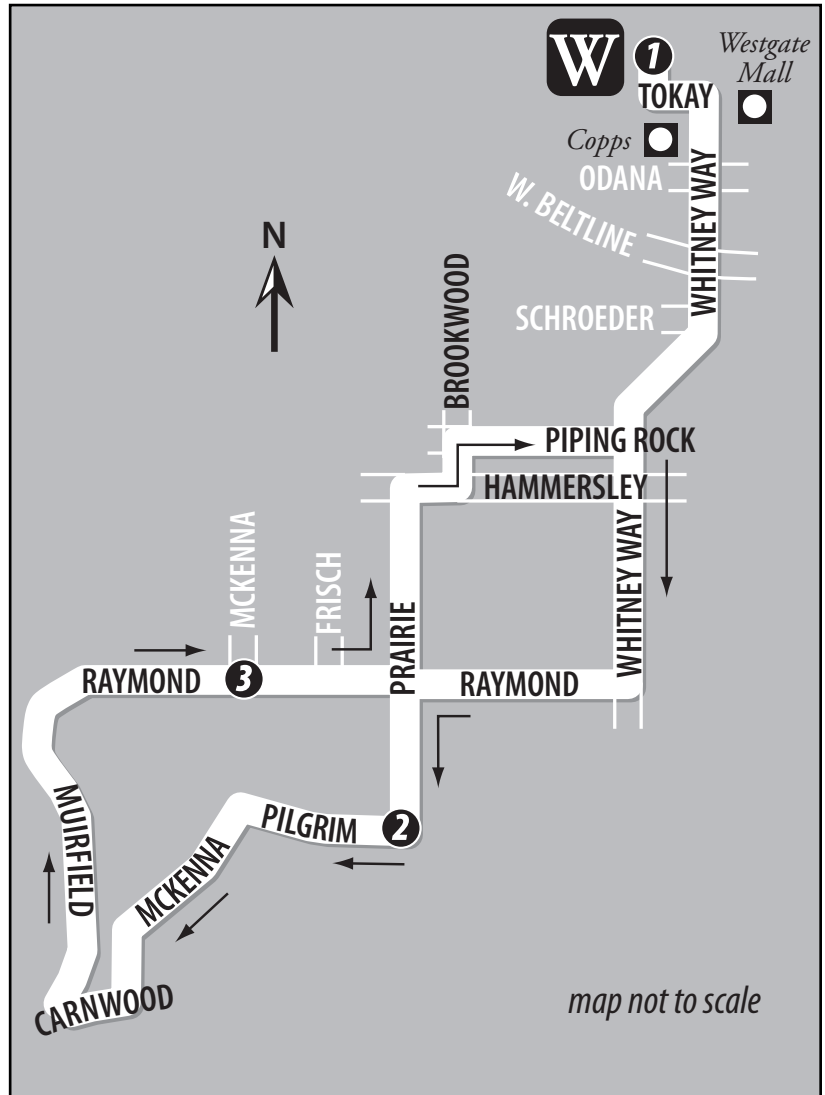 W
1
Westgate
Mall
TOKAY
Copps
ODANA
W. BELTLINE
WHITNEY WAY
N
SCHROEDER
BROOKWOOD
PIPING ROCK
HAMMERSLEY
MCKENNA
FRISCH
PRAIRIE
WHITNEY WAY
RAYMOND
3
RAYMOND
MUIRFIELD
PILGRIM
2
MCKENNA
CARNWOOD
map not to scale